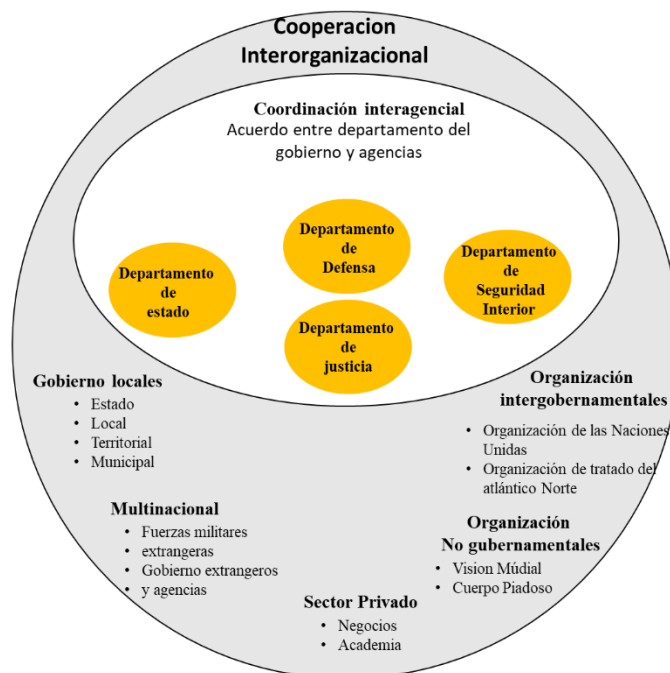 Cooperacion
Interorganizacional
Coordinación interagencial
Acuerdo entre departamento del
gobierno y agencias
Departamento
de
estado
Departamento
de
Defensa
Departamento
de
Seguridad
Interior
Departamento
de
justicia
Gobierno locales
• Estado
• Local
• Territorial
• Municipal
Organización
intergobernamentales
• Organización de las Naciones
Unidas
• Organización de tratado del
atlántico Norte
Multinacional
• Fuerzas militares
• extrangeras
• Gobierno extrangeros
• y agencias
Organización
No gubernamentales
• Vision Múdial
• Cuerpo Piadoso
Sector Privado
• Negocios
• Academia